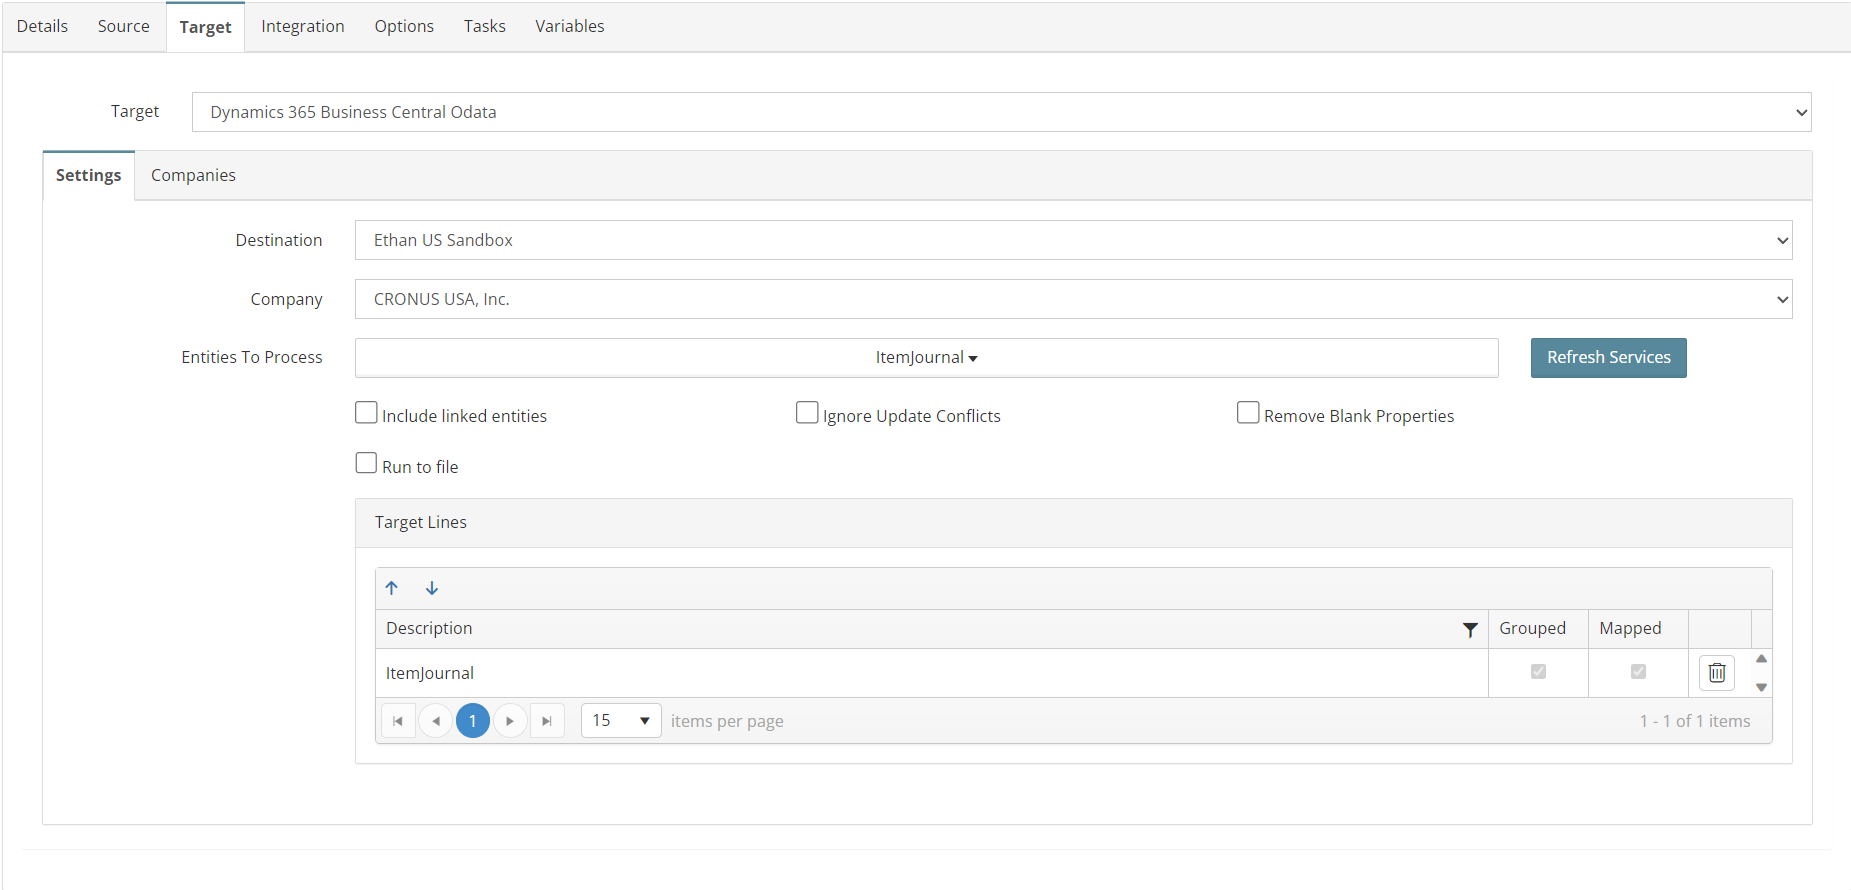 Details Source Target Integration Options Tasks Variables
Target Dynamics 365 Business Central Odata
Settings Companies
Destination Ethan US Sandbox
Company CRONUS USA, Inc.
Entities To Process ItemJournal Refresh Services
Include linked entities Ignore Update Conflicts Remove Blank Properties
Run to file
Target Lines
Description Grouped Mapped
ItemJournal
1 15 items per page 1 - 1 of 1 items